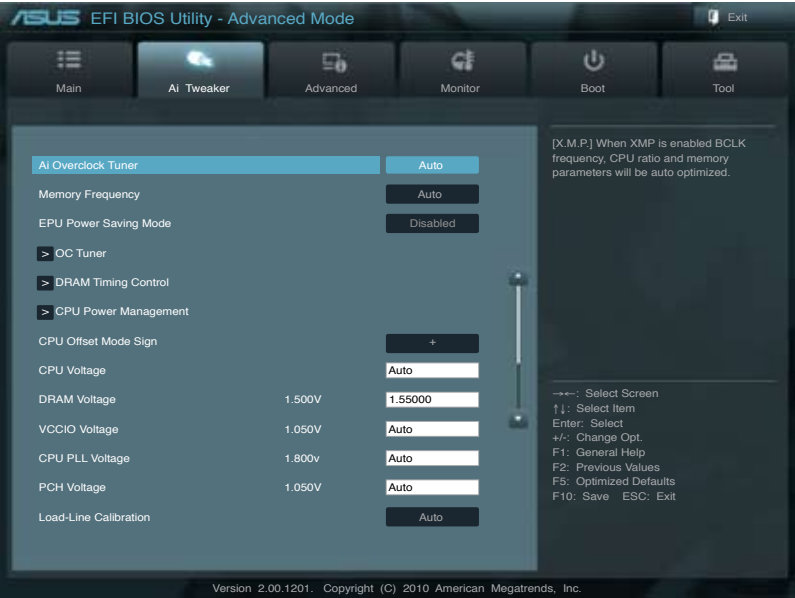 ASUS EFI BIOS Utility - Advanced Mode
Exit
Main Ai Tweaker Advanced Monitor Boot Tool
[X.M.P.] When XMP is enabled BCLK
frequency, CPU ratio and memory
parameters will be auto optimized.
Ai Overclock Tuner Auto
Memory Frequency Auto
EPU Power Saving Mode Disabled
> OC Tuner
> DRAM Timing Control
> CPU Power Management
CPU Offset Mode Sign +
CPU Voltage Auto
DRAM Voltage 1.500V 1.55000
VCCIO Voltage 1.050V Auto
CPU PLL Voltage 1.800v Auto
PCH Voltage 1.050V Auto
Load-Line Calibration Auto
→←: Select Screen
↑↓: Select Item
Enter: Select
+/-: Change Opt.
F1: General Help
F2: Previous Values
F5: Optimized Defaults
F10: Save ESC: Exit
Version 2.00.1201. Copyright (C) 2010 American Megatrends, Inc.